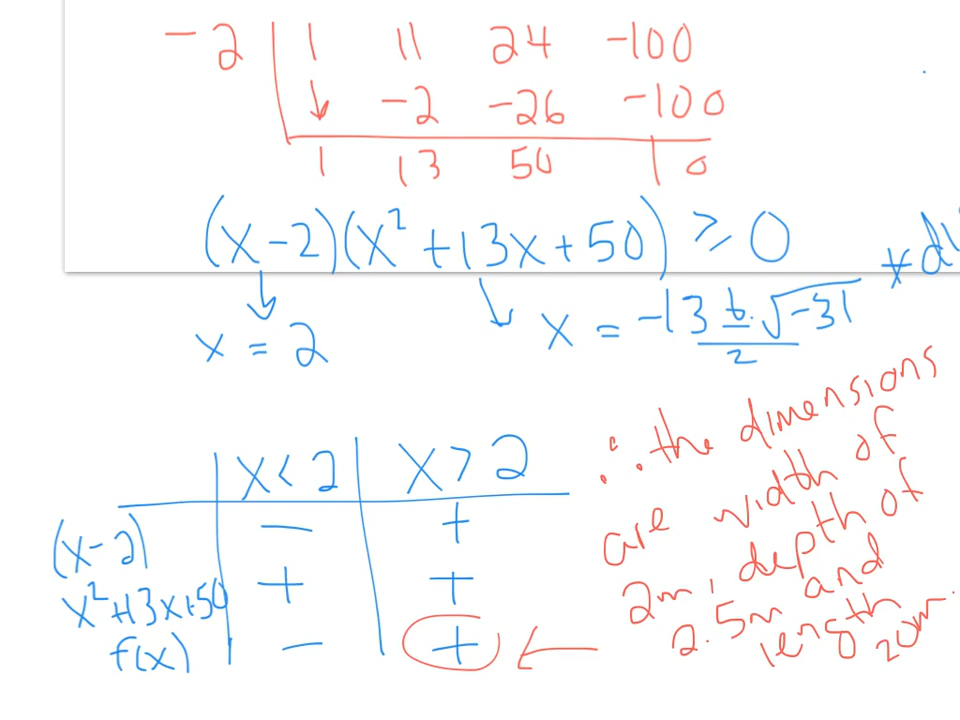 -2 | 1 11 24 -100
↓ -2 -26 -100
1 13 50 | 0
(x-2)(x² +13x+50) ≥ 0
x = 2
x = -13 ± √-31 / 2
∴ the dimensions
are width of
2m, depth of
2.5m and
length
20m.
x < 2 | x > 2
(x-2) - +
x²+13x+50 + +
f(x) - +